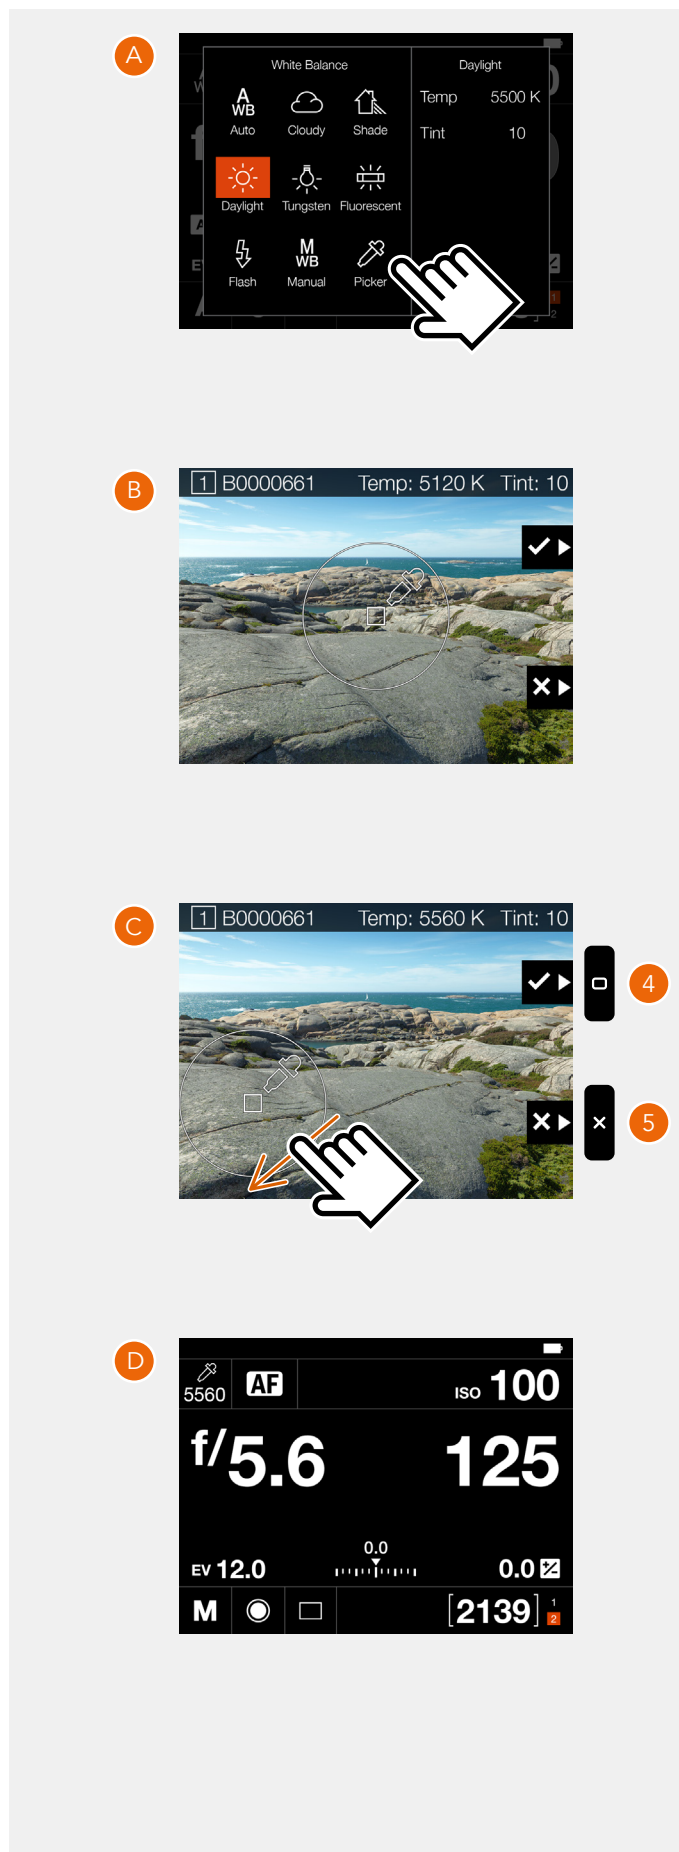 A
White Balance
Daylight
A
WB
Auto
Cloudy
Shade
Temp 5500 K
Tint 10
Daylight
Tungsten
Fluorescent
Flash
M
WB
Manual
Picker
1
2
B
1 B0000661 Temp: 5120 K Tint: 10
C
1 B0000661 Temp: 5560 K Tint: 10
4
5
D
5560
AF
ISO 100
f/5.6 125
0.0
EV 12.0
0.0
M
[2139]
1
2